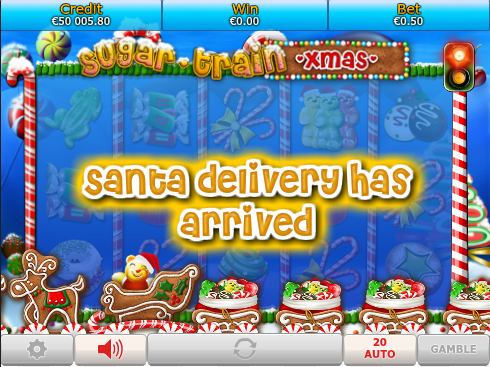 Credit
€50 005.80
Win
€0.00
Bet
€0.50
sugar train xmas
santa delivery has
arrived
20
AUTO
GAMBLE